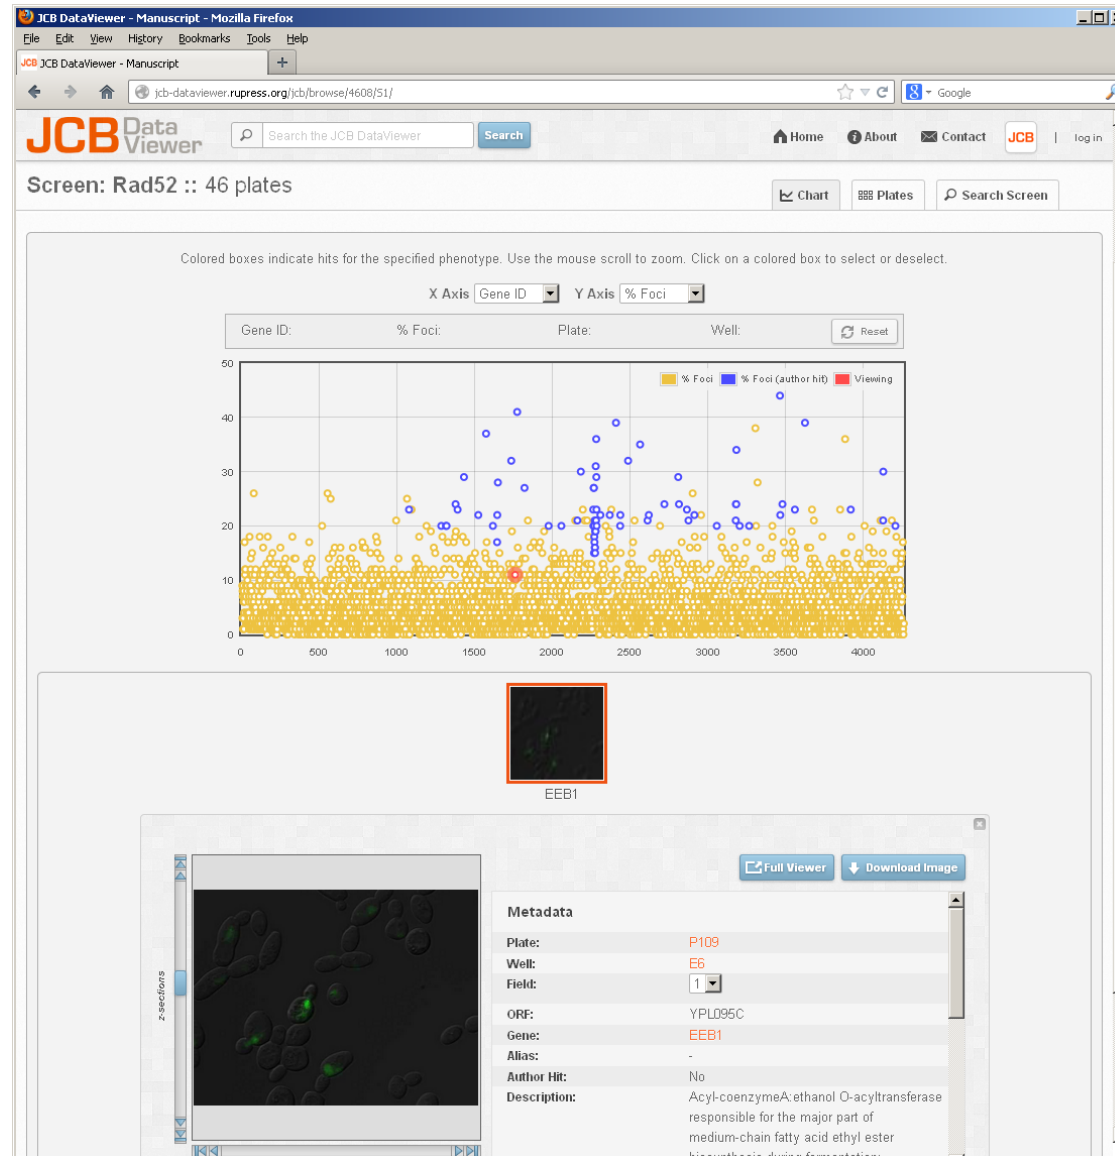 JCB DataViewer - Manuscript - Mozilla Firefox
File Edit View History Bookmarks Tools Help
JCB JCB DataViewer - Manuscript +
jcb-dataviewer.rupress.org/jcb/browse/4608/51/ Google
JCB Data Viewer Search the JCB DataViewer Search Home About Contact JCB | log in
Screen: Rad52 :: 46 plates Chart Plates Search Screen
Colored boxes indicate hits for the specified phenotype. Use the mouse scroll to zoom. Click on a colored box to select or deselect.
X Axis Gene ID Y Axis % Foci
Gene ID: % Foci: Plate: Well: Reset
50
% Foci % Foci (author hit) Viewing
40
30
20
10
0
0 500 1000 1500 2000 2500 3000 3500 4000
EEB1
Full Viewer Download Image
Metadata
Plate: P109
Well: E6
Field: 1
z-sections
ORF: YPL095C
Gene: EEB1
Alias: -
Author Hit: No
Description: Acyl-coenzymeA:ethanol O-acyltransferase
responsible for the major part of
medium-chain fatty acid ethyl ester
biosynthesis during fermentation